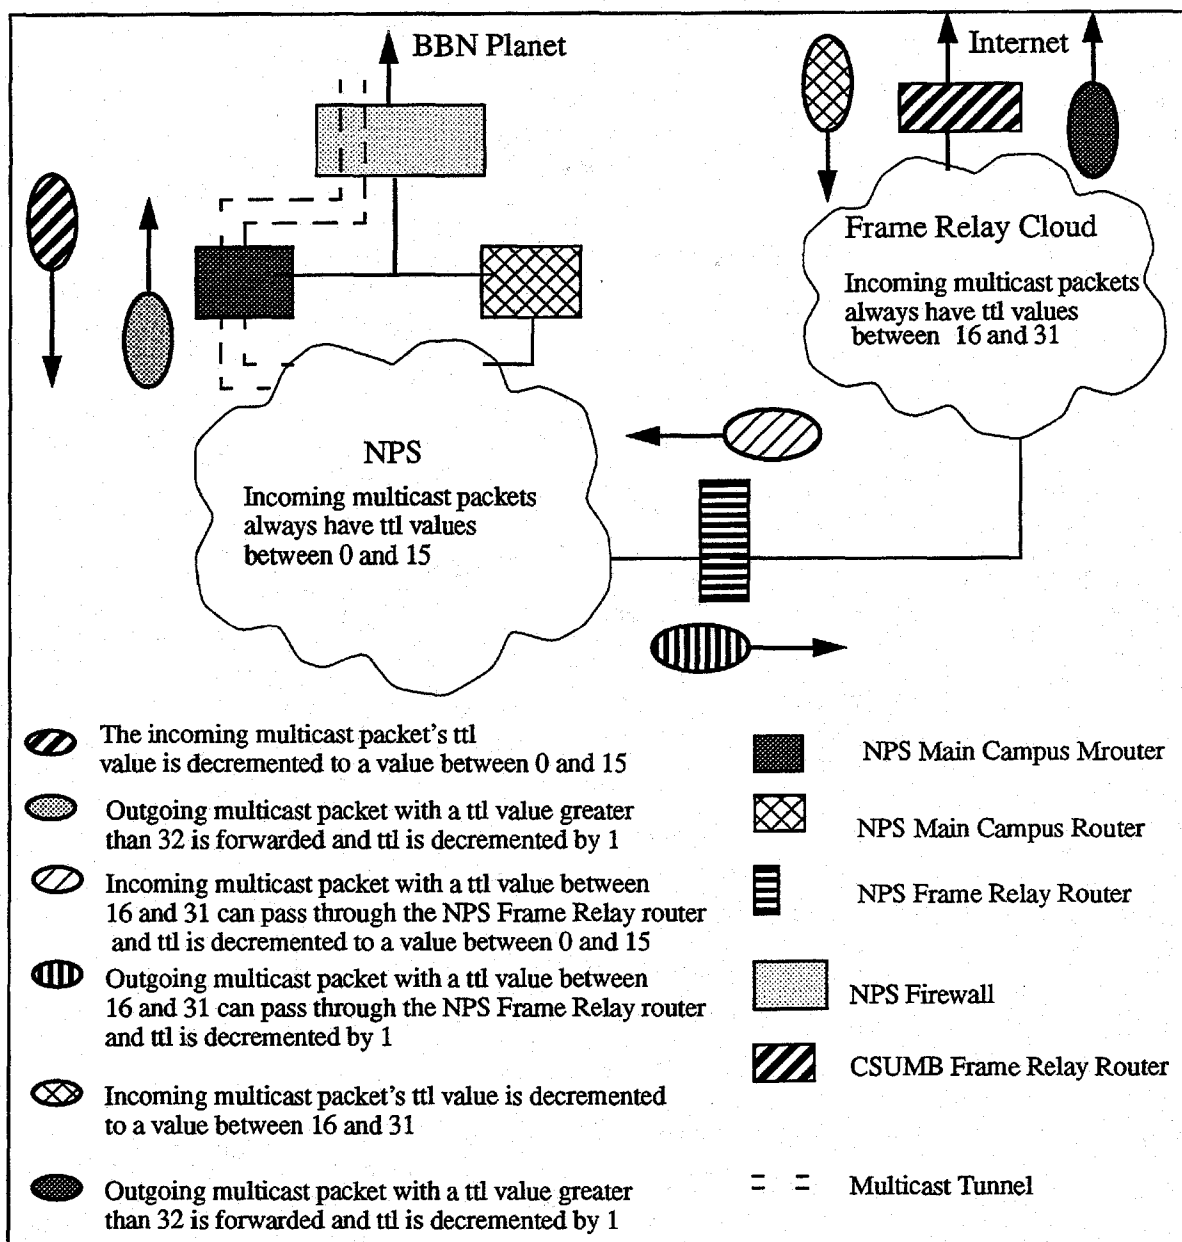 BBN Planet
Internet
Frame Relay Cloud
Incoming multicast packets
always have ttl values
between 16 and 31
NPS
Incoming multicast packets
always have ttl values
between 0 and 15
The incoming multicast packet's ttl
value is decremented to a value between 0 and 15
Outgoing multicast packet with a ttl value greater
than 32 is forwarded and ttl is decremented by 1
Incoming multicast packet with a ttl value between
16 and 31 can pass through the NPS Frame Relay router
and ttl is decremented to a value between 0 and 15
Outgoing multicast packet with a ttl value between
16 and 31 can pass through the NPS Frame Relay router
and ttl is decremented by 1
Incoming multicast packet's ttl value is decremented
to a value between 16 and 31
Outgoing multicast packet with a ttl value greater
than 32 is forwarded and ttl is decremented by 1
NPS Main Campus Mrouter
NPS Main Campus Router
NPS Frame Relay Router
NPS Firewall
CSUMB Frame Relay Router
Multicast Tunnel